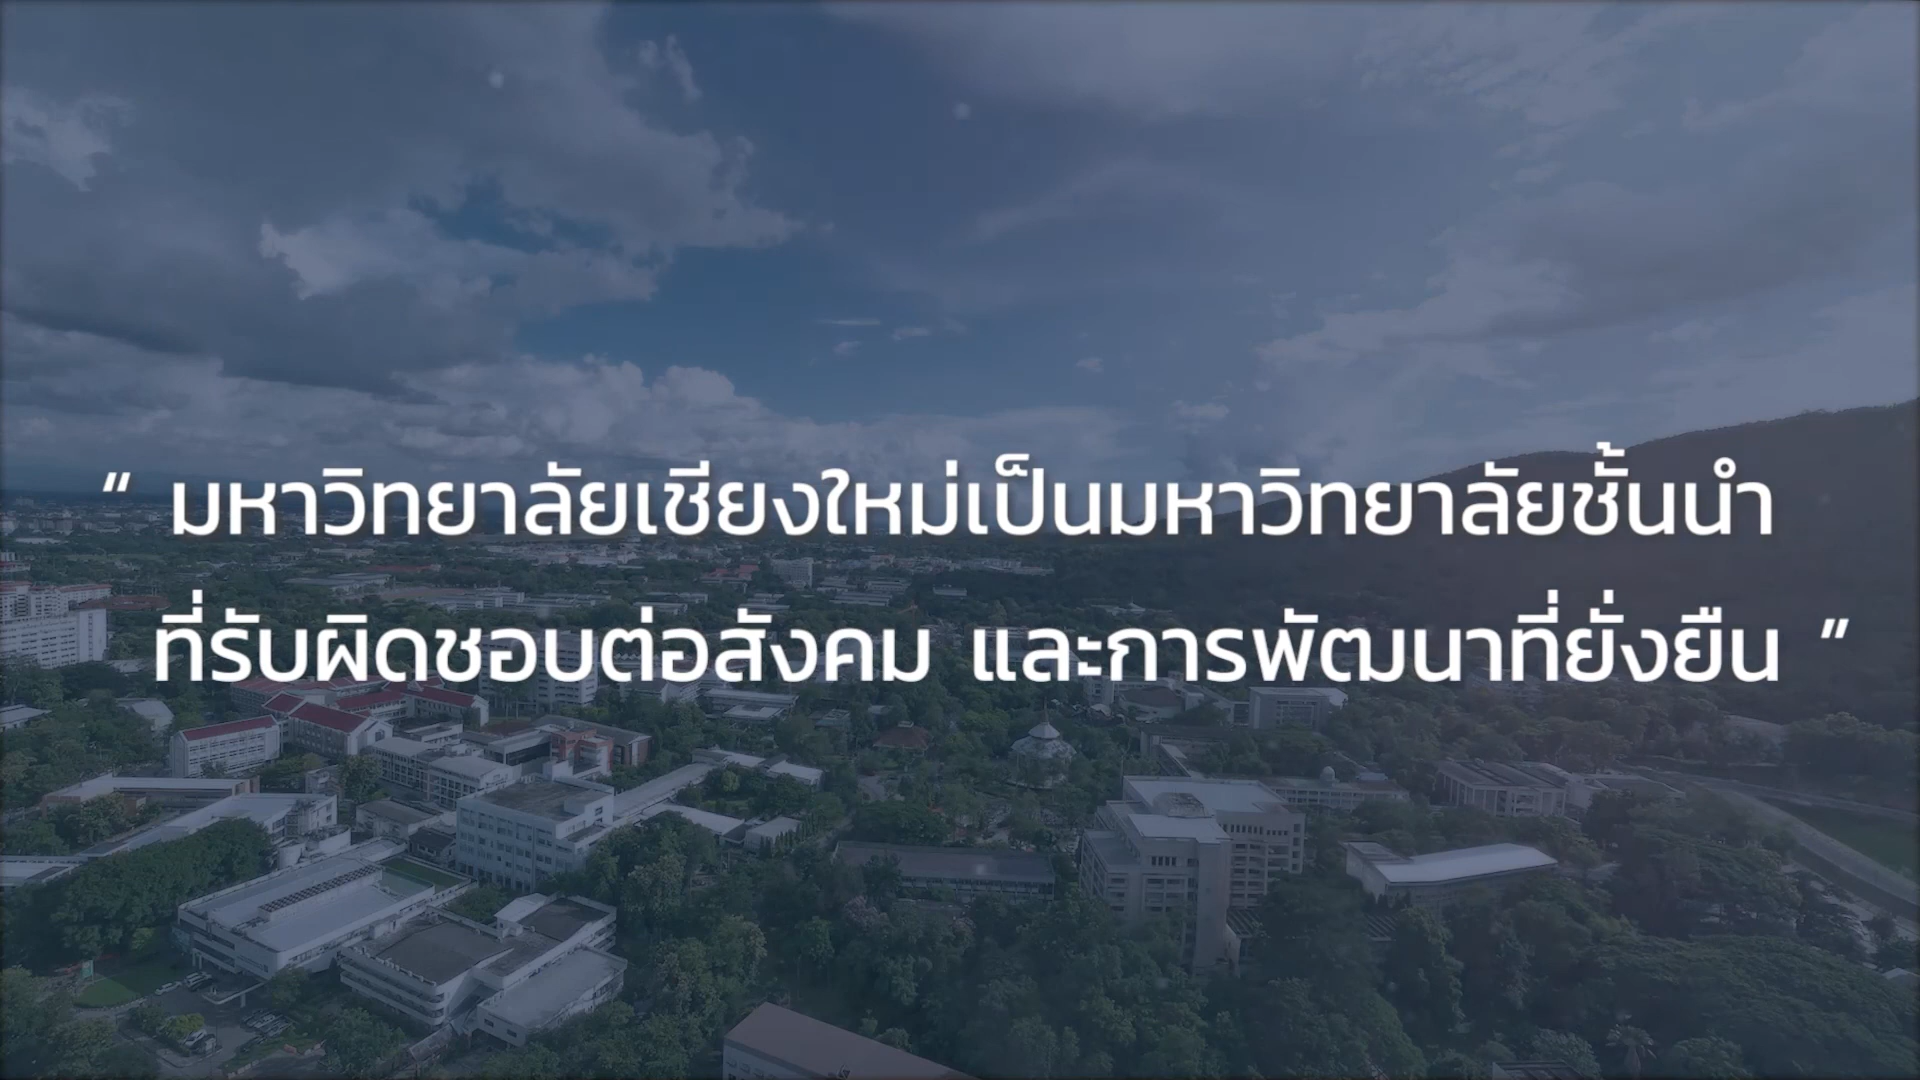 “ มหาวิทยาลัยเชียงใหม่เป็นมหาวิทยาลัยชั้นนำ
ที่รับผิดชอบต่อสังคม และการพัฒนาที่ยั่งยืน ”